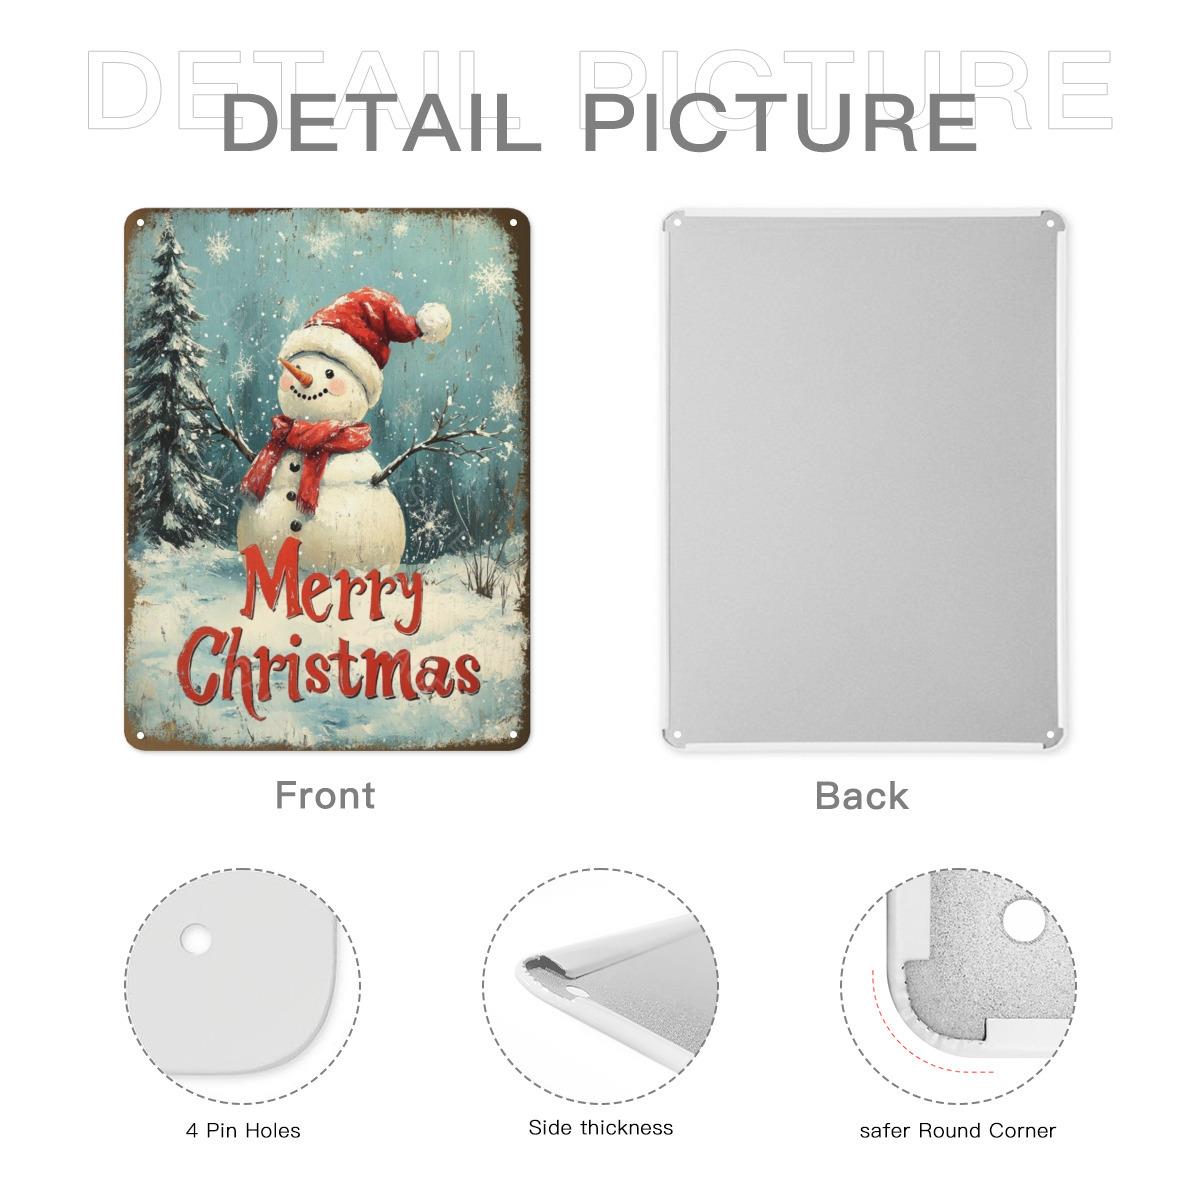 DETAIL PICTURE
DETAIL PICTURE
Merry
Christmas
Front
Back
4 Pin Holes
Side thickness
safer Round Corner